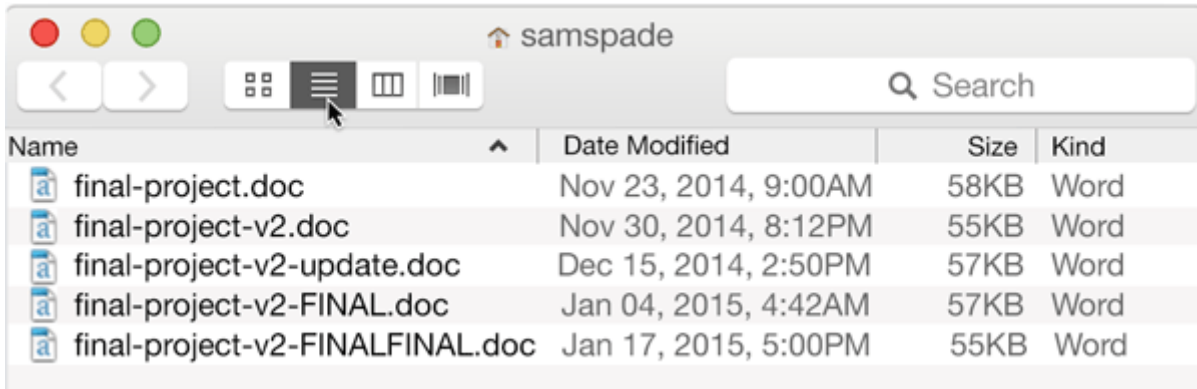 samspade
Search
Name Date Modified Size Kind
final-project.doc Nov 23, 2014, 9:00AM 58KB Word
final-project-v2.doc Nov 30, 2014, 8:12PM 55KB Word
final-project-v2-update.doc Dec 15, 2014, 2:50PM 57KB Word
final-project-v2-FINAL.doc Jan 04, 2015, 4:42AM 57KB Word
final-project-v2-FINALFINAL.doc Jan 17, 2015, 5:00PM 55KB Word